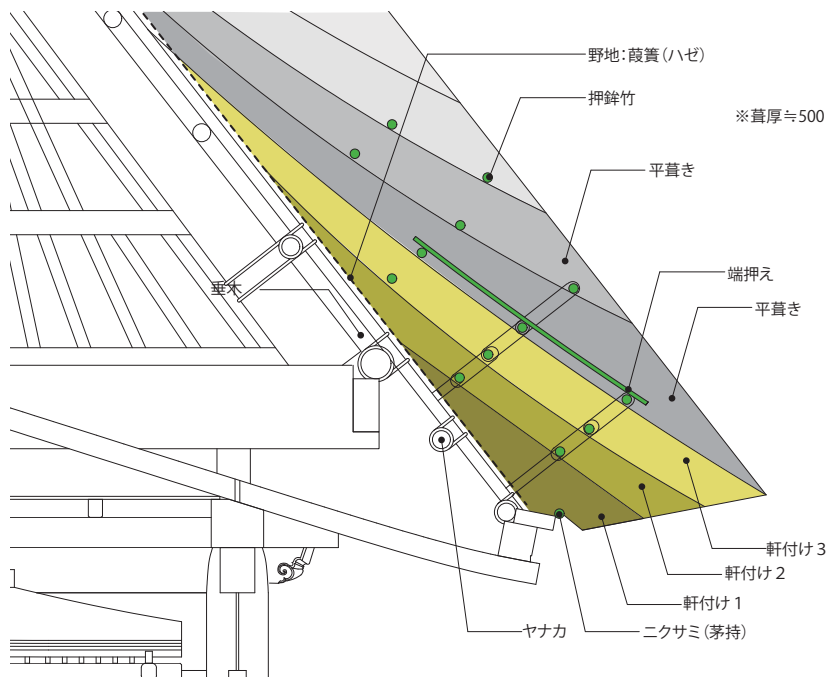 野地：葭簀（ハゼ）
押鉾竹
※葺厚≒500
平葺き
端押え
垂木
平葺き
軒付け３
軒付け２
軒付け１
ヤナカ
ニクサミ（茅持）